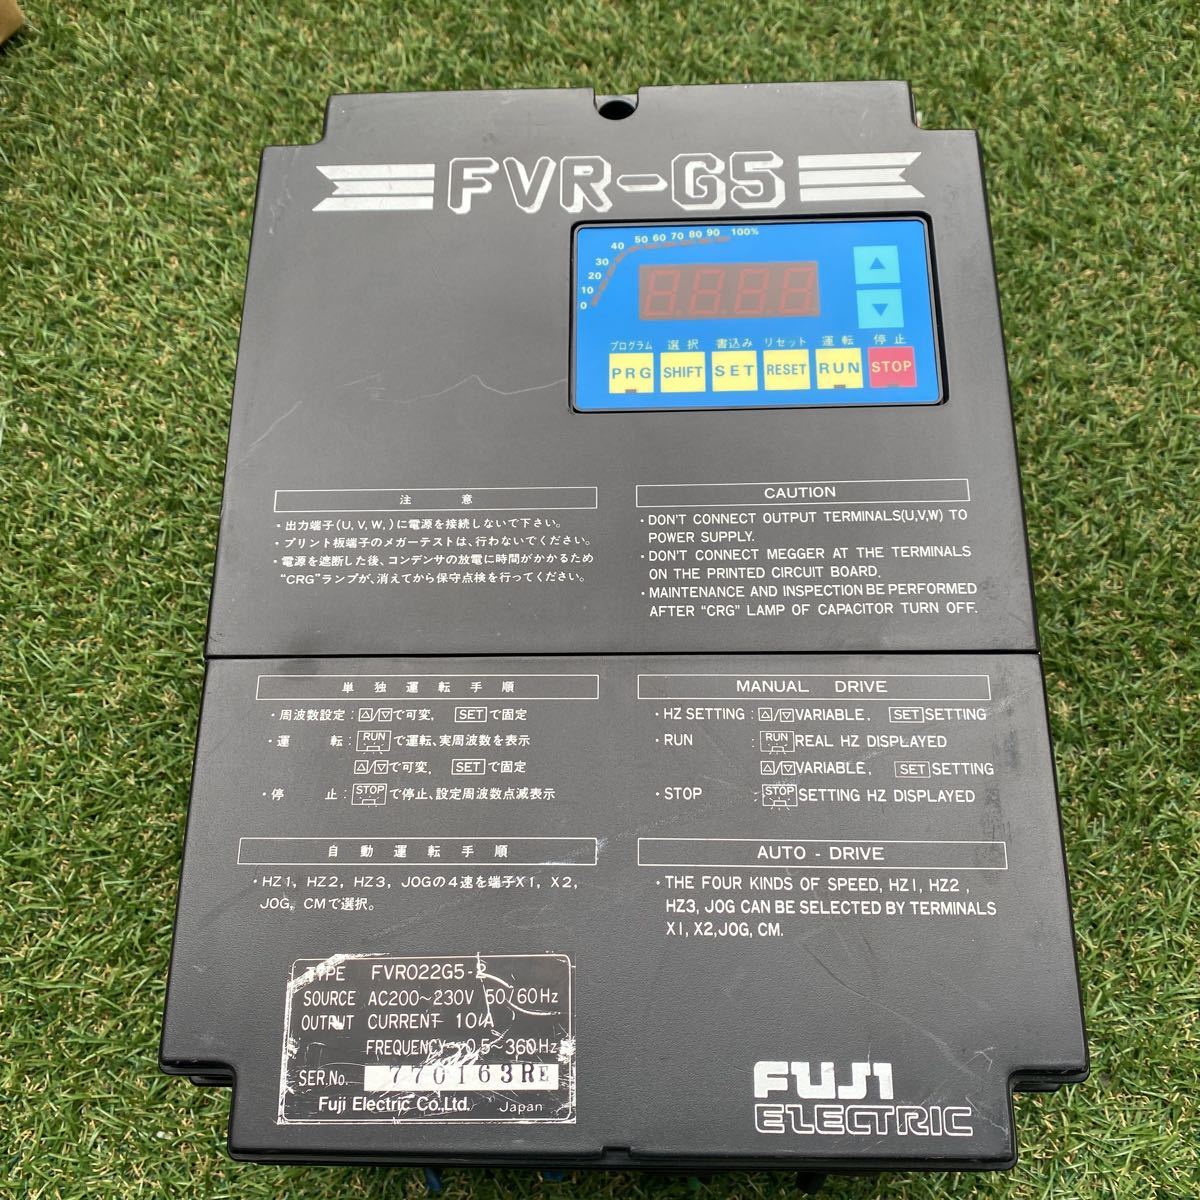 FVR-G5
0 10 20 30 40 50 60 70 80 90 100%
8.8.8.8
▲
▼
プログラム 選択 書込み リセット 運転 停止
PRG SHIFT SET RESET RUN STOP
注意
・出力端子(U,V,W,)に電源を接続しないで下さい。
・プリント板端子のメガーテストは、行わないでください。
・電源を遮断した後、コンデンサの放電に時間がかかるため
“CRG”ランプが、消えてから保守点検を行ってください。
CAUTION
・DON'T CONNECT OUTPUT TERMINALS(U,V,W) TO
POWER SUPPLY.
・DON'T CONNECT MEGGER AT THE TERMINALS
ON THE PRINTED CIRCUIT BOARD.
・MAINTENANCE AND INSPECTION BE PERFORMED
AFTER “CRG” LAMP OF CAPACITOR TURN OFF.
単独運転手順
・周波数設定：△/▽で可変, SETで固定
・運転：RUNで運転、実周波数を表示
△/▽で可変, SETで固定
・停止：STOPで停止、設定周波数点滅表示
MANUAL DRIVE
・HZ SETTING : △/▽VARIABLE, SET SETTING
・RUN : RUN REAL HZ DISPLAYED
△/▽VARIABLE, SET SETTING
・STOP : STOP SETTING HZ DISPLAYED
自動運転手順
・HZ1, HZ2, HZ3, JOGの4速を端子X1, X2,
JOG, CMで選択。
AUTO - DRIVE
・THE FOUR KINDS OF SPEED, HZ1, HZ2 ,
HZ3, JOG CAN BE SELECTED BY TERMINALS
X1, X2,JOG, CM.
TYPE FVR022G5-2
SOURCE AC200~230V 50/60Hz
OUTPUT CURRENT 10A
FREQUENCY 0.5~360Hz
SER.No. 770163RE
Fuji Electric Co.,Ltd. Japan
FUJI
ELECTRIC